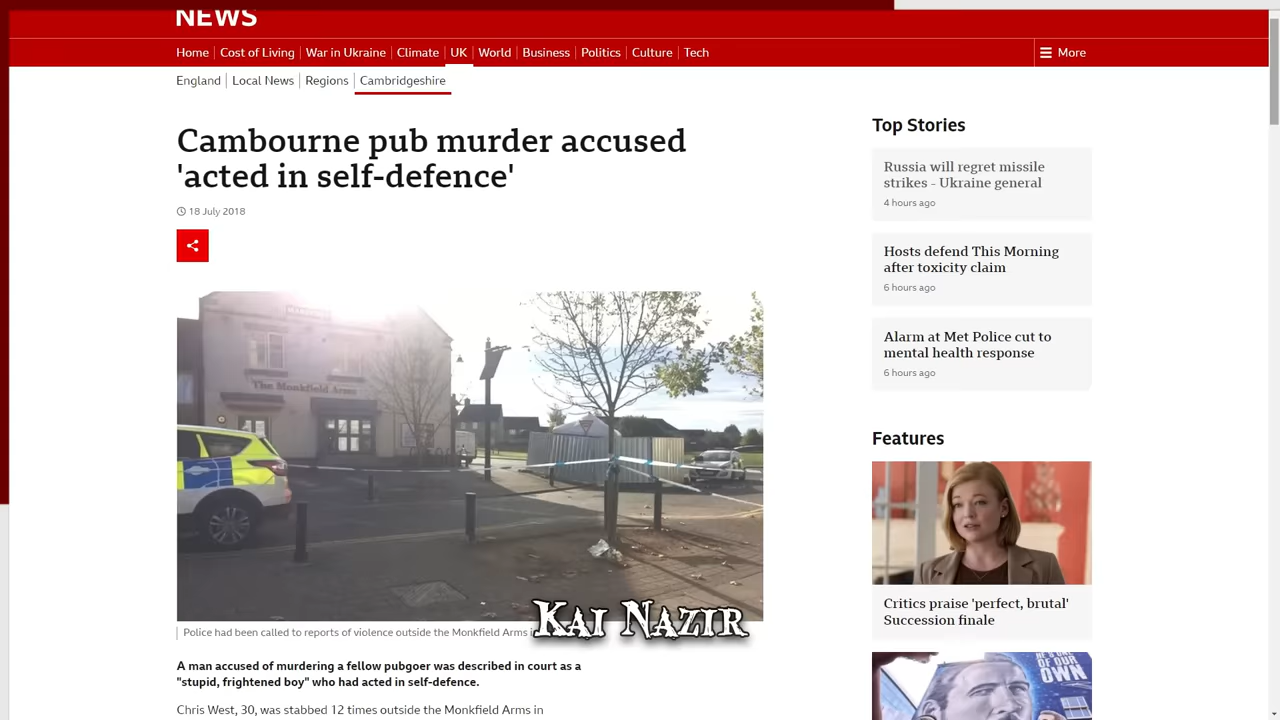 NEWS
Home
Cost of Living
War in Ukraine
Climate
UK
World
Business
Politics
Culture
Tech
More
England
Local News
Regions
Cambridgeshire
Cambourne pub murder accused
'acted in self-defence'
18 July 2018
The Monkfield Arms
Police had been called to reports of violence outside the Monkfield Arms
KAI NAZIR
A man accused of murdering a fellow pubgoer was described in court as a
"stupid, frightened boy" who had acted in self-defence.
Chris West, 30, was stabbed 12 times outside the Monkfield Arms in
Top Stories
Russia will regret missile
strikes - Ukraine general
4 hours ago
Hosts defend This Morning
after toxicity claim
6 hours ago
Alarm at Met Police cut to
mental health response
6 hours ago
Features
Critics praise 'perfect, brutal'
Succession finale
OF OUR
OWN